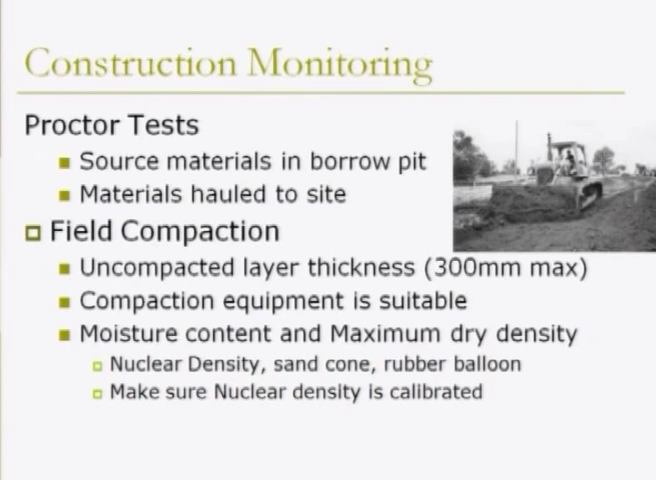 Construction Monitoring
Proctor Tests
Source materials in borrow pit
Materials hauled to site
Field Compaction
Uncompacted layer thickness (300mm max)
Compaction equipment is suitable
Moisture content and Maximum dry density
Nuclear Density, sand cone, rubber balloon
Make sure Nuclear density is calibrated